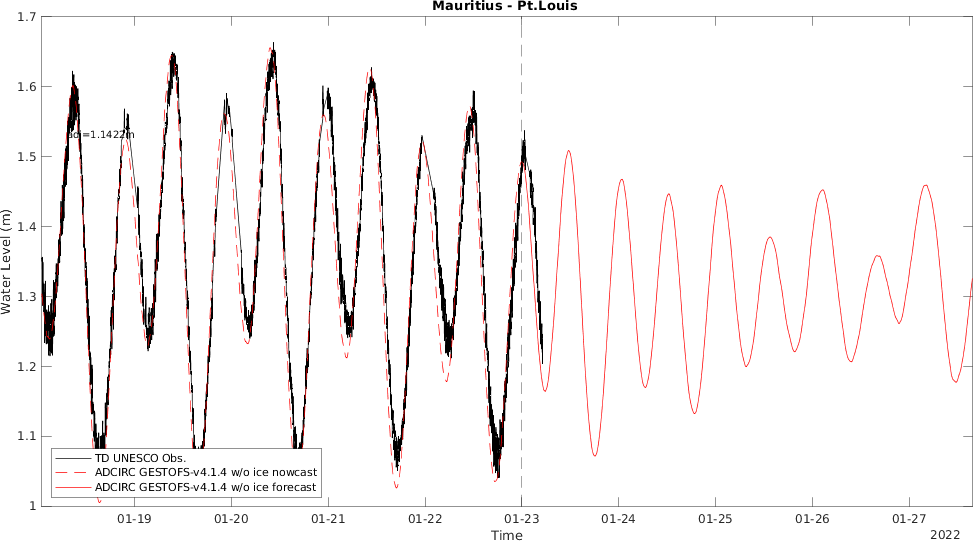 Mauritius - Pt.Louis
1.7
1.6
1.5
1.4
1.3
1.2
1.1
1
Water Level (m)
adj=1.1422m
TD UNESCO Obs.
ADCIRC GESTOFS-v4.1.4 w/o ice nowcast
ADCIRC GESTOFS-v4.1.4 w/o ice forecast
01-19 01-20 01-21 01-22 01-23 01-24 01-25 01-26 01-27
Time
2022